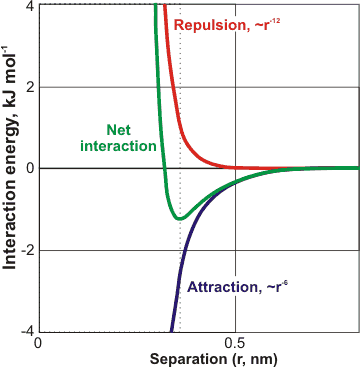 4
Repulsion, ~r-12
2
Net
interaction
0
-2
Attraction, ~r-6
-4
0
0.5
Separation (r, nm)
Interaction energy, kJ mol-1